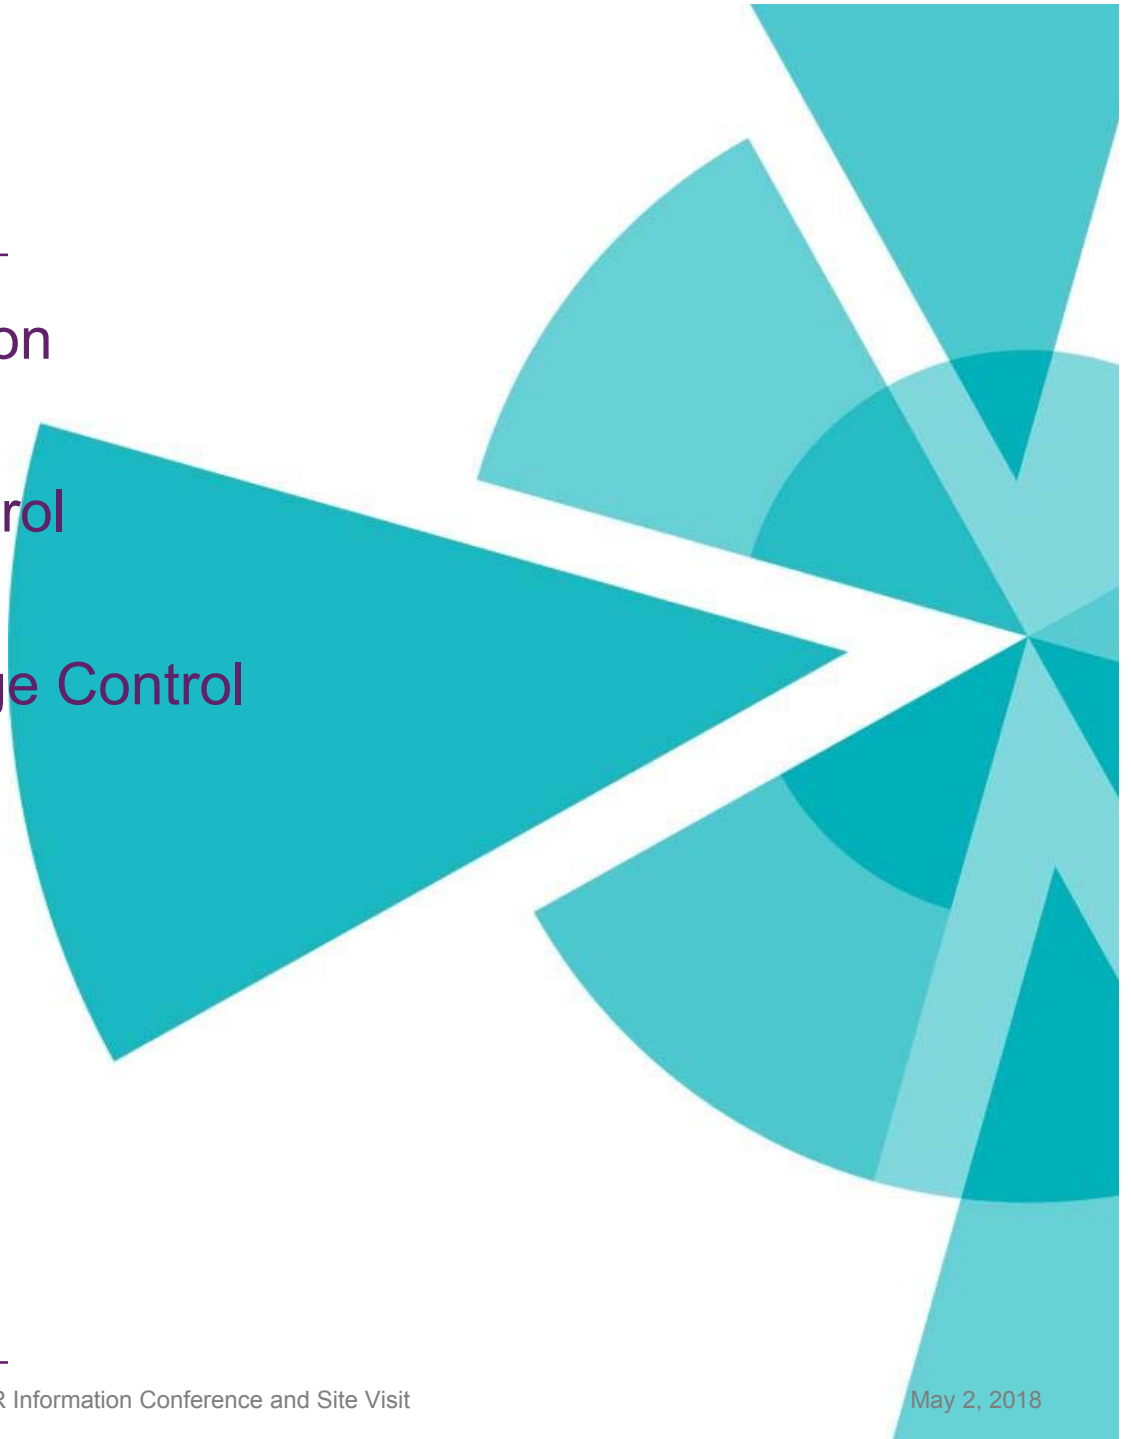 on
rol
ge Control
R Information Conference and Site Visit
May 2, 2018